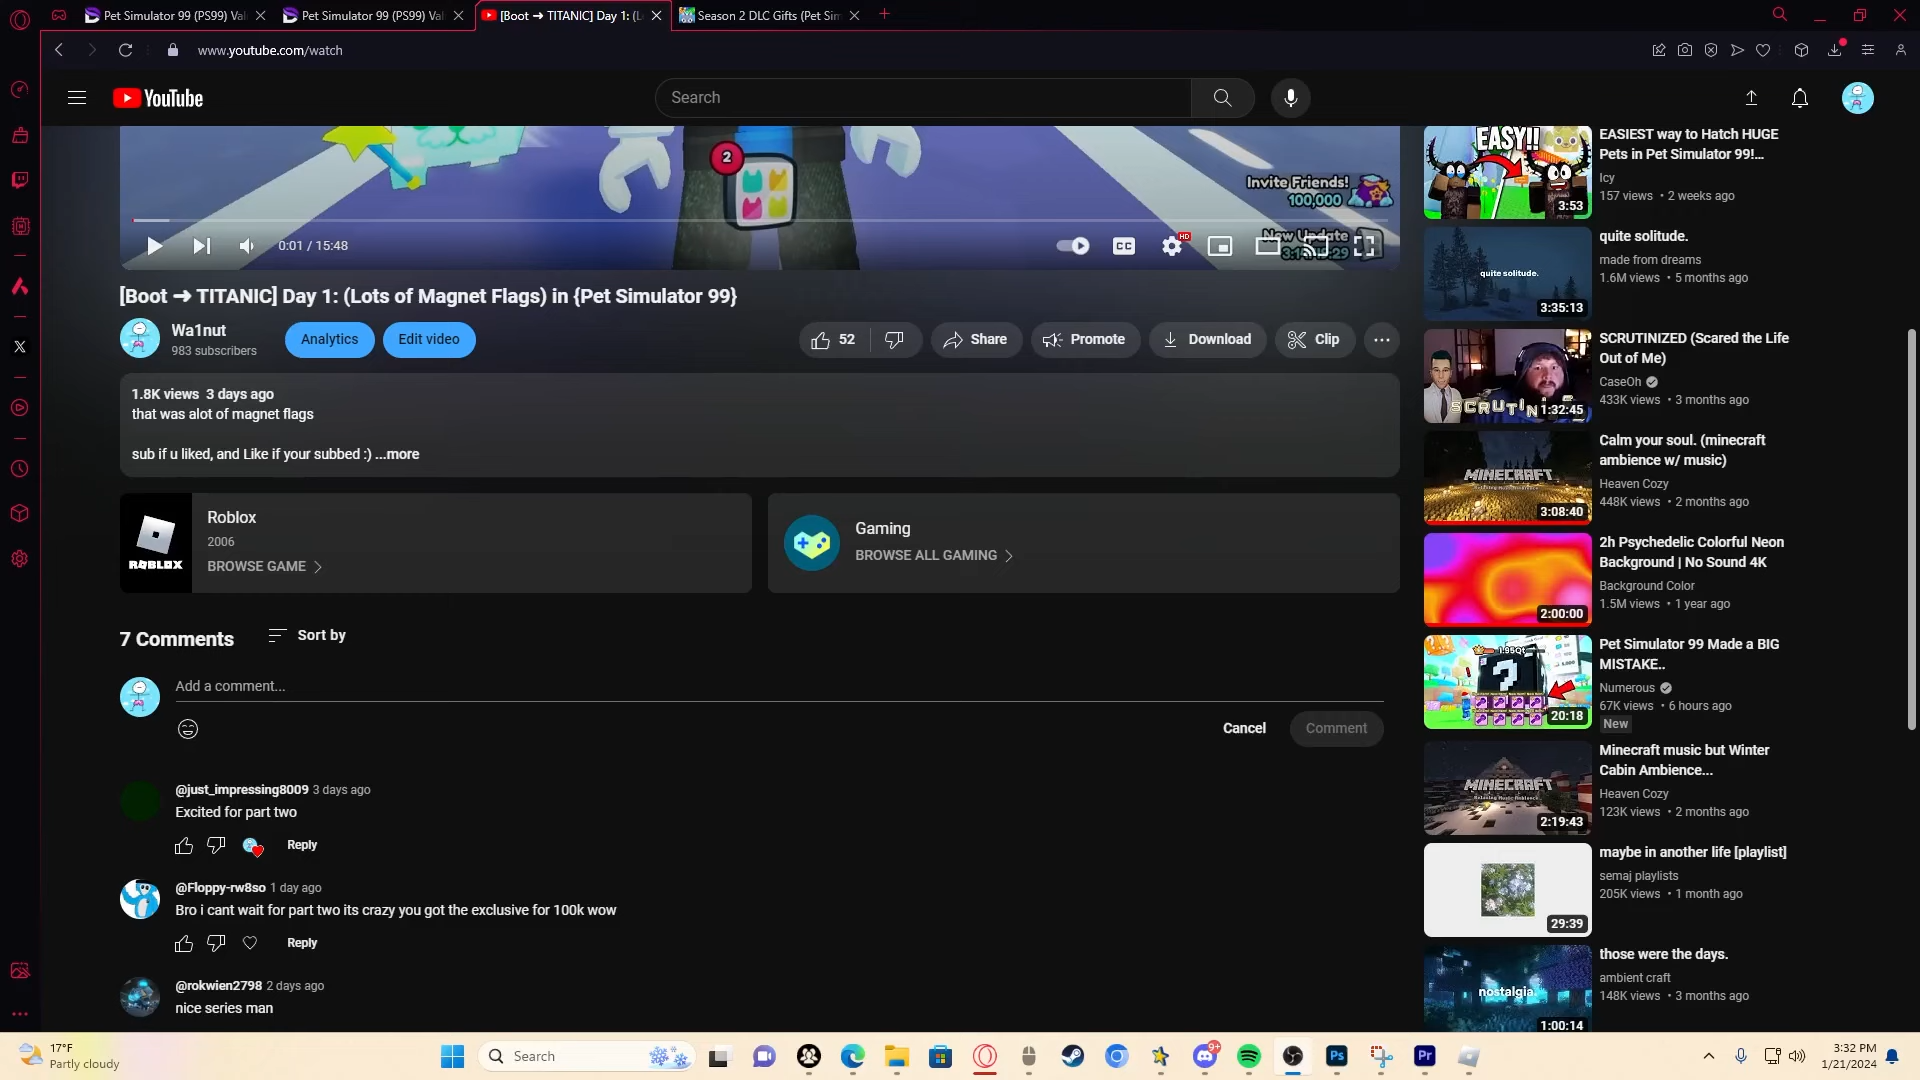 Pet Simulator 99 (PS99) Val
Pet Simulator 99 (PS99) Val
[Boot ➜ TITANIC] Day 1: (L
Season 2 DLC Gifts (Pet Sim
www.youtube.com/watch
YouTube
Search
2
Invite Friends!
100,000
New Update
0:01 / 15:48
CC
HD
[Boot ➜ TITANIC] Day 1: (Lots of Magnet Flags) in {Pet Simulator 99}
Wa1nut
983 subscribers
Analytics
Edit video
52
Share
Promote
Download
Clip
1.8K views 3 days ago
that was alot of magnet flags
sub if u liked, and Like if your subbed :) ...more
ROBLOX
Roblox
2006
BROWSE GAME
Gaming
BROWSE ALL GAMING
7 Comments
Sort by
Add a comment...
Cancel
Comment
@just_impressing8009 3 days ago
Excited for part two
Reply
@Floppy-rw8so 1 day ago
Bro i cant wait for part two its crazy you got the exclusive for 100k wow
Reply
@rokwien2798 2 days ago
nice series man
EASY!!
3:53
EASIEST way to Hatch HUGE
Pets in Pet Simulator 99!...
Icy
157 views • 2 weeks ago
quite solitude.
3:35:13
quite solitude.
made from dreams
1.6M views • 5 months ago
SCRUTIN
1:32:45
SCRUTINIZED (Scared the Life
Out of Me)
CaseOh
433K views • 3 months ago
MINECRAFT
3:08:40
Calm your soul. (minecraft
ambience w/ music)
Heaven Cozy
448K views • 2 months ago
2:00:00
2h Psychedelic Colorful Neon
Background | No Sound 4K
Background Color
1.5M views • 1 year ago
1.95Qt
20:18
Pet Simulator 99 Made a BIG
MISTAKE..
Numerous
67K views • 6 hours ago
New
MINECRAFT
2:19:43
Minecraft music but Winter
Cabin Ambience...
Heaven Cozy
123K views • 2 months ago
29:39
maybe in another life [playlist]
semaj playlists
205K views • 1 month ago
nostalgia.
1:00:14
those were the days.
ambient craft
148K views • 3 months ago
17°F
Partly cloudy
Search
9+
Ps
Pr
3:32 PM
1/21/2024